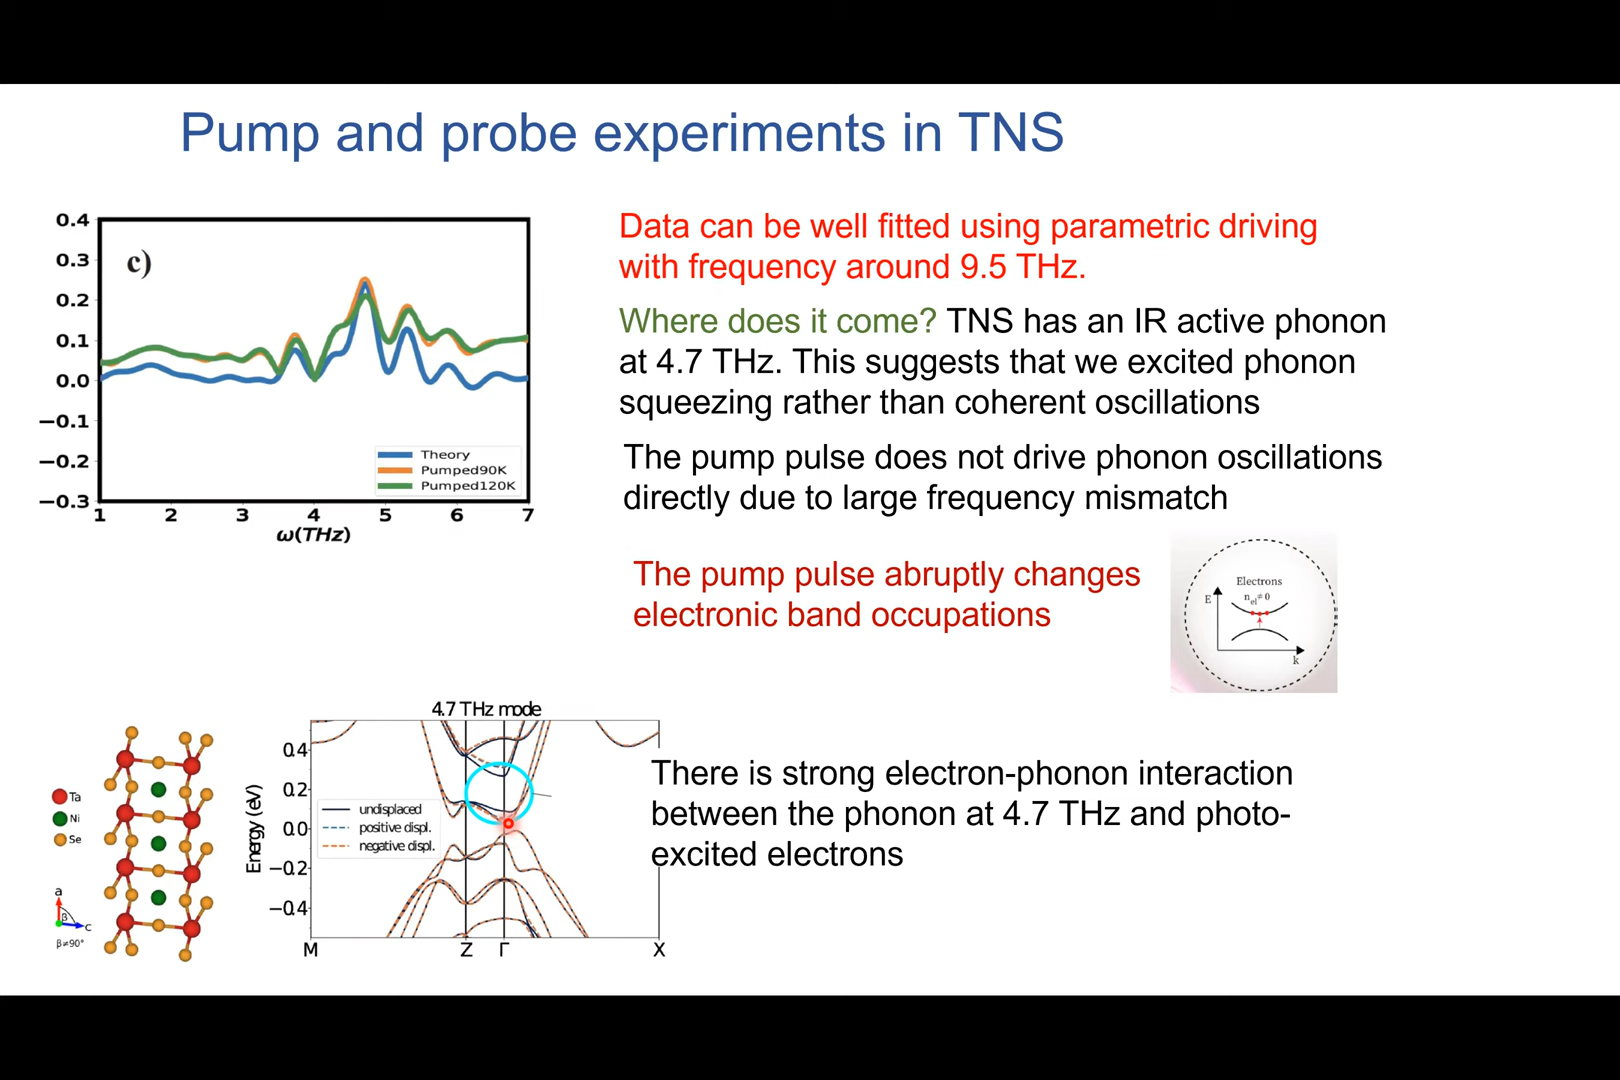 Pump and probe experiments in TNS
0.4
0.3
0.2
0.1
0.0
−0.1
−0.2
−0.3
c)
Theory
Pumped90K
Pumped120K
1 2 3 4 5 6 7
ω(THz)
Data can be well fitted using parametric driving
with frequency around 9.5 THz.
Where does it come? TNS has an IR active phonon
at 4.7 THz. This suggests that we excited phonon
squeezing rather than coherent oscillations
The pump pulse does not drive phonon oscillations
directly due to large frequency mismatch
The pump pulse abruptly changes
electronic band occupations
Electrons
nel≠0
E
k
Ta
Ni
Se
a
β
c
β≠90°
4.7 THz mode
Energy (eV)
0.4
0.2
0.0
−0.2
−0.4
undisplaced
positive displ.
negative displ.
M Z Γ X
There is strong electron-phonon interaction
between the phonon at 4.7 THz and photo-
excited electrons